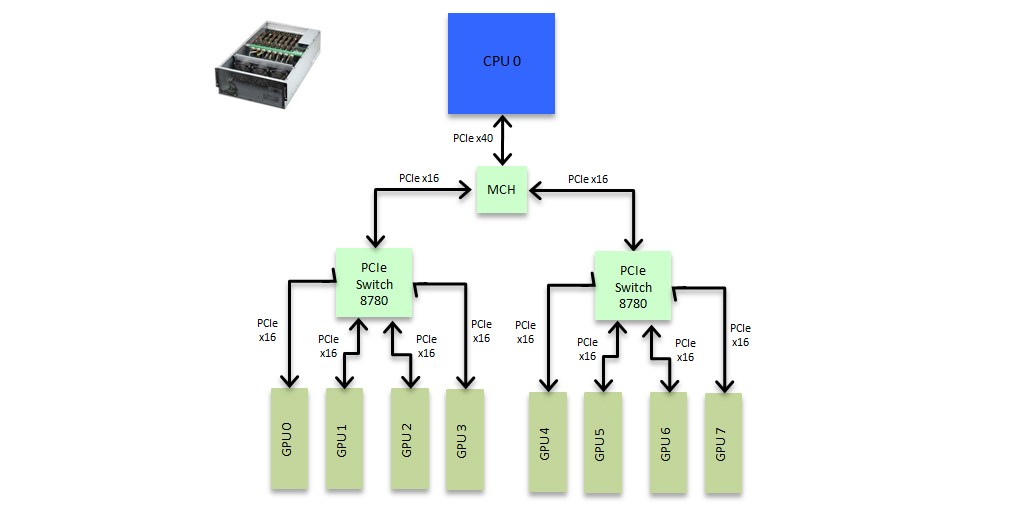 CPU 0
PCIe x40
PCIe x16
MCH
PCIe x16
PCIe
Switch
8780
PCIe
Switch
8780
PCIe
x16
PCIe
x16
PCIe
x16
PCIe
x16
PCIe
x16
PCIe
x16
PCIe
x16
PCIe
x16
GPU 0
GPU 1
GPU 2
GPU 3
GPU 4
GPU 5
GPU 6
GPU 7